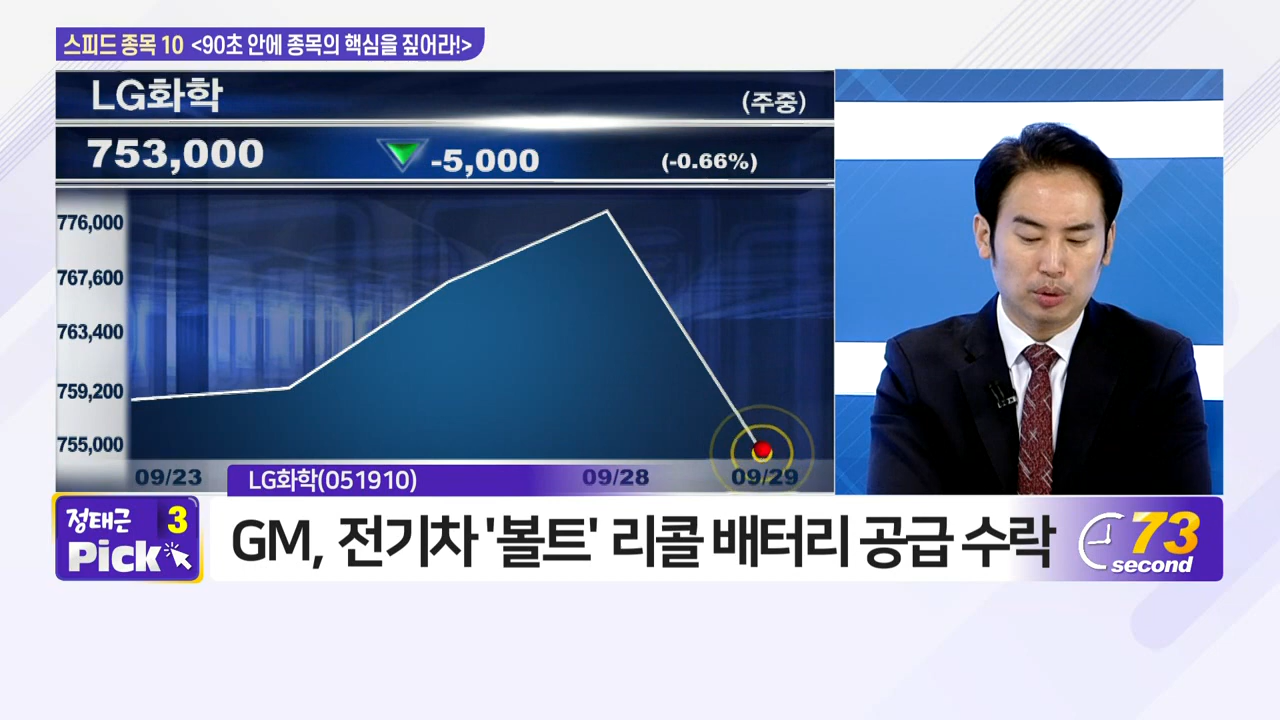 스피드 종목 10 <90초 안에 종목의 핵심을 짚어라!>
LG화학 (주중)
753,000 -5,000 (-0.66%)
776,000
767,600
763,400
759,200
755,000
09/23 09/28 09/29
LG화학(051910)
정태근 3
Pick
GM, 전기차 '볼트' 리콜 배터리 공급 수락
73
second